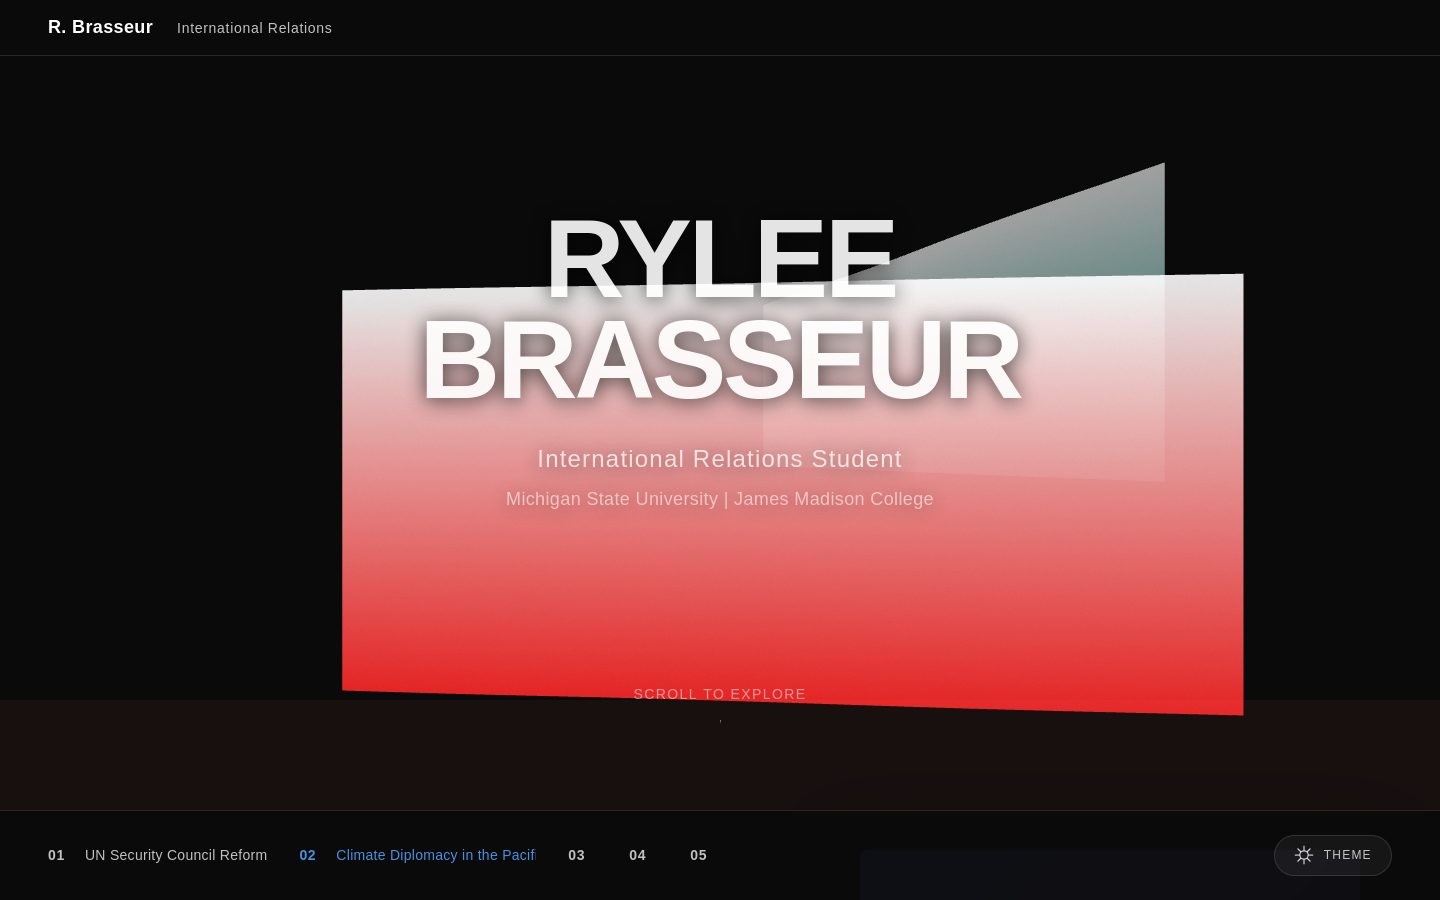 R. Brasseur International Relations
RYLEE
BRASSEUR
International Relations Student
Michigan State University | James Madison College
SCROLL TO EXPLORE
01 UN Security Council Reform 02 Climate Diplomacy in the Pacifi 03 04 05 THEME